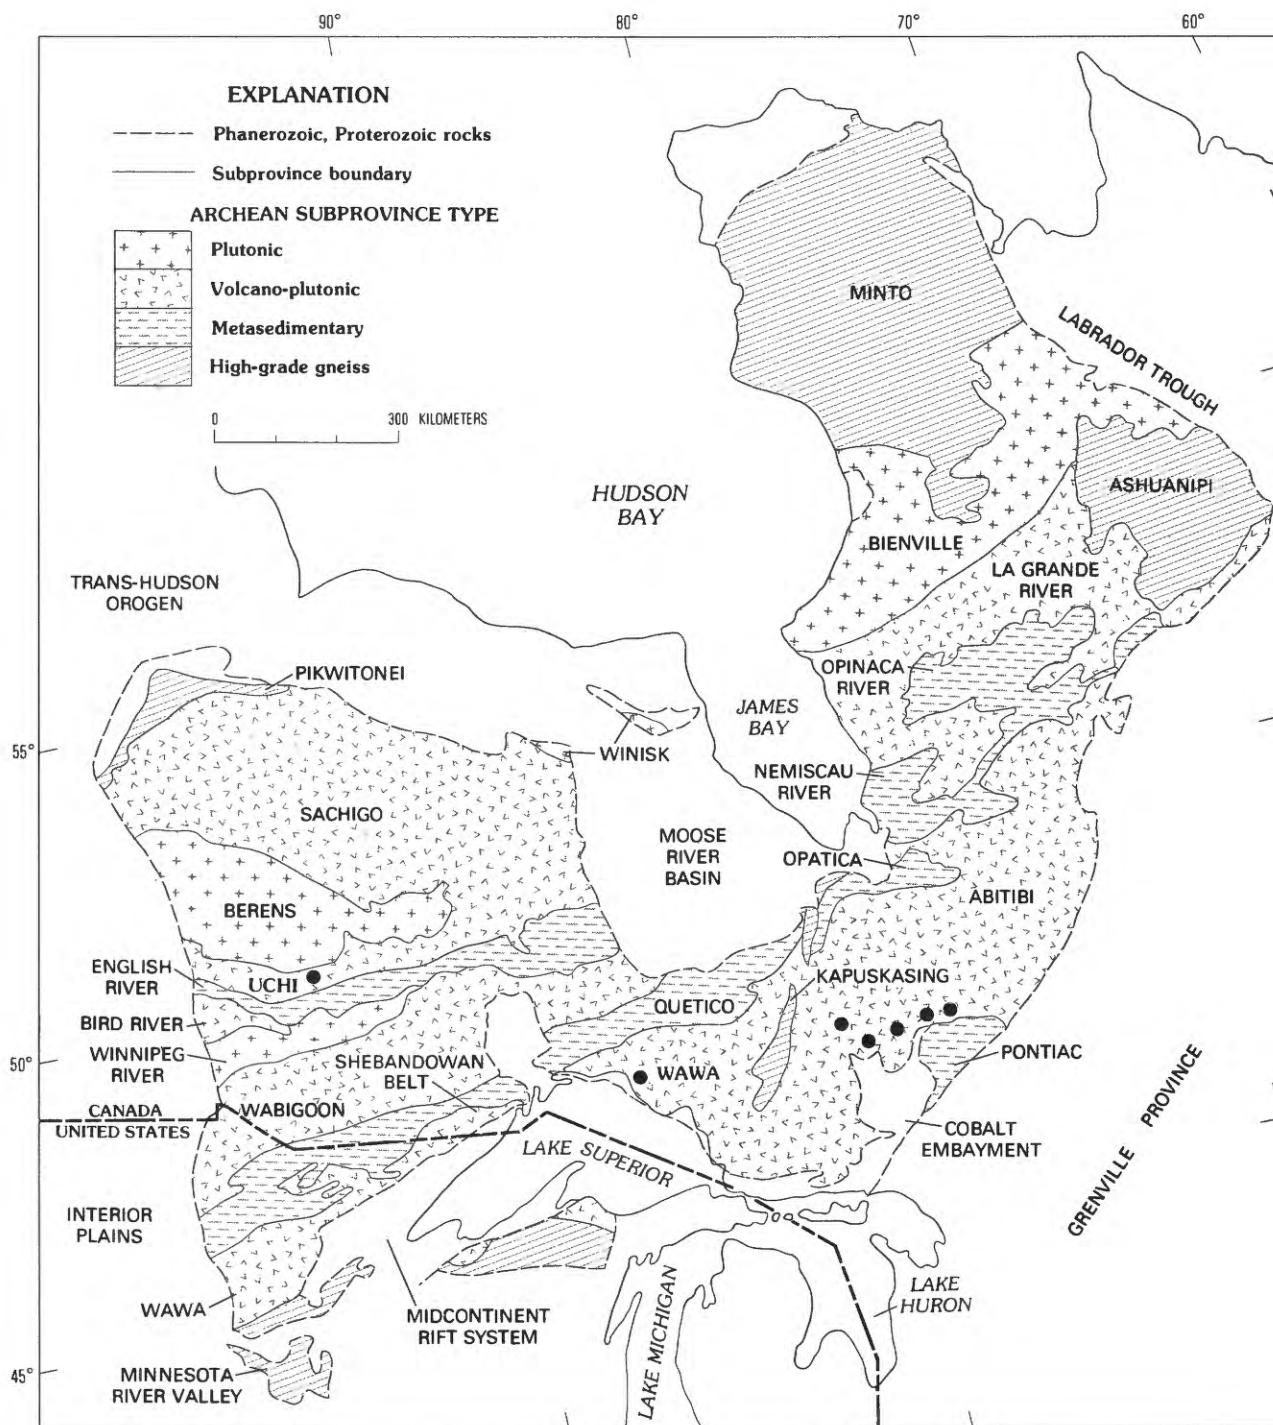 90°
80°
70°
60°
EXPLANATION
Phanerozoic, Proterozoic rocks
Subprovince boundary
ARCHEAN SUBPROVINCE TYPE
Plutonic
Volcano-plutonic
Metasedimentary
High-grade gneiss
0
300 KILOMETERS
MINTO
LABRADOR TROUGH
ASHUANIPI
HUDSON
BAY
BIENVILLE
LA GRANDE
RIVER
TRANS-HUDSON
OROGEN
PIKWITONEI
OPINACA
RIVER
JAMES
BAY
WINISK
55°
NEMISCAU
RIVER
SACHIGO
MOOSE
RIVER
BASIN
OPATICA
ABITIBI
BERENS
ENGLISH
RIVER
UCHI
KAPUSKASING
QUETICO
BIRD RIVER
WINNIPEG
RIVER
SHEBANDOWAN
BELT
PONTIAC
50°
WAWA
CANADA
UNITED STATES
WABIGOON
COBALT
EMBAYMENT
LAKE SUPERIOR
GRENVILLE PROVINCE
INTERIOR
PLAINS
WAWA
MIDCONTINENT
RIFT SYSTEM
LAKE MICHIGAN
LAKE
HURON
45°
MINNESOTA
RIVER VALLEY